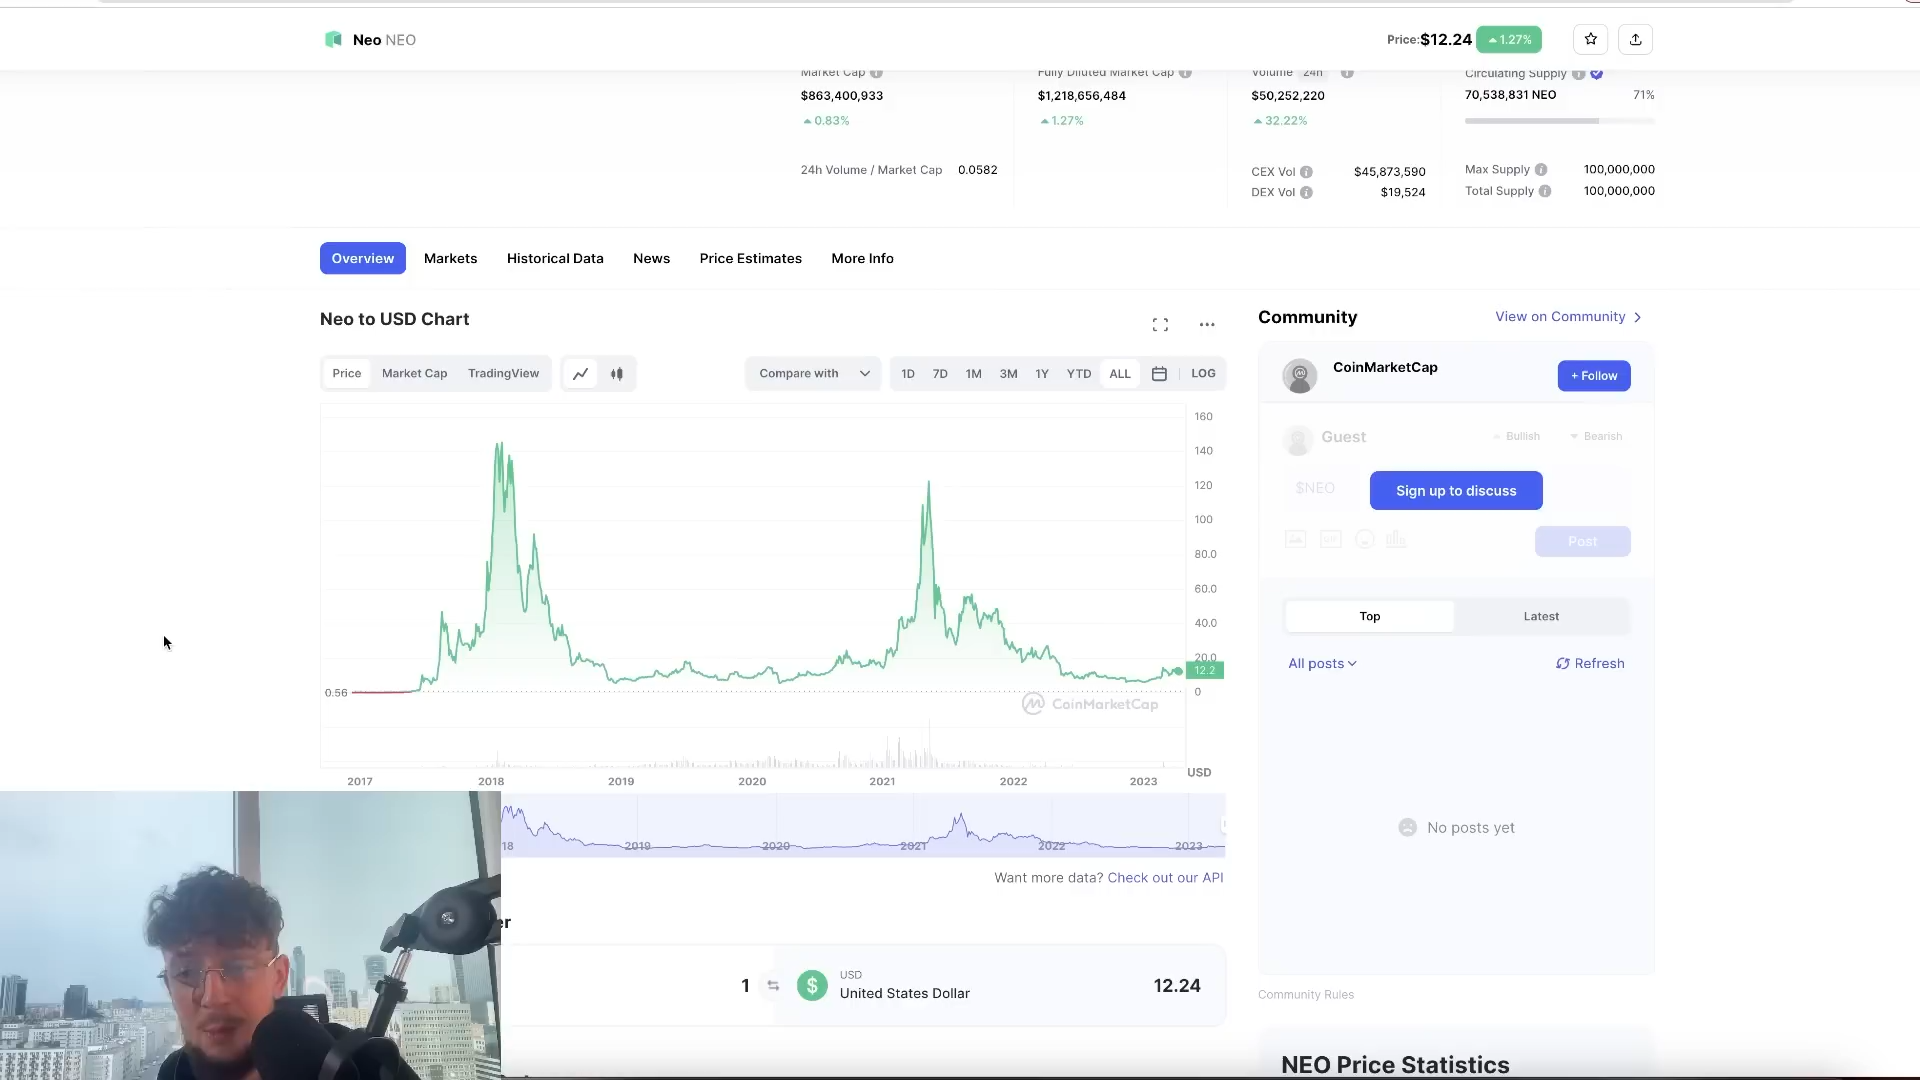 Neo NEO
Price:$12.24 1.27%
Market Cap
$863,400,933
0.83%
24h Volume / Market Cap 0.0582
Fully Diluted Market Cap
$1,218,656,484
1.27%
Volume 24h
$50,252,220
32.22%
CEX Vol $45,873,590
DEX Vol $19,524
Circulating Supply
70,538,831 NEO 71%
Max Supply 100,000,000
Total Supply 100,000,000
Overview Markets Historical Data News Price Estimates More Info
Neo to USD Chart
Price Market Cap TradingView
Compare with
1D 7D 1M 3M 1Y YTD ALL LOG
160
140
120
100
80.0
60.0
40.0
20.0
12.2
0
0.56
CoinMarketCap
USD
2017 2018 2019 2020 2021 2022 2023
18 2019 2020 2021 2022 2023
Want more data? Check out our API
er
1
USD
United States Dollar
12.24
Community
View on Community
CoinMarketCap
+ Follow
Guest
Bullish Bearish
$NEO
Sign up to discuss
GIF
Post
Top Latest
All posts
Refresh
No posts yet
Community Rules
NEO Price Statistics